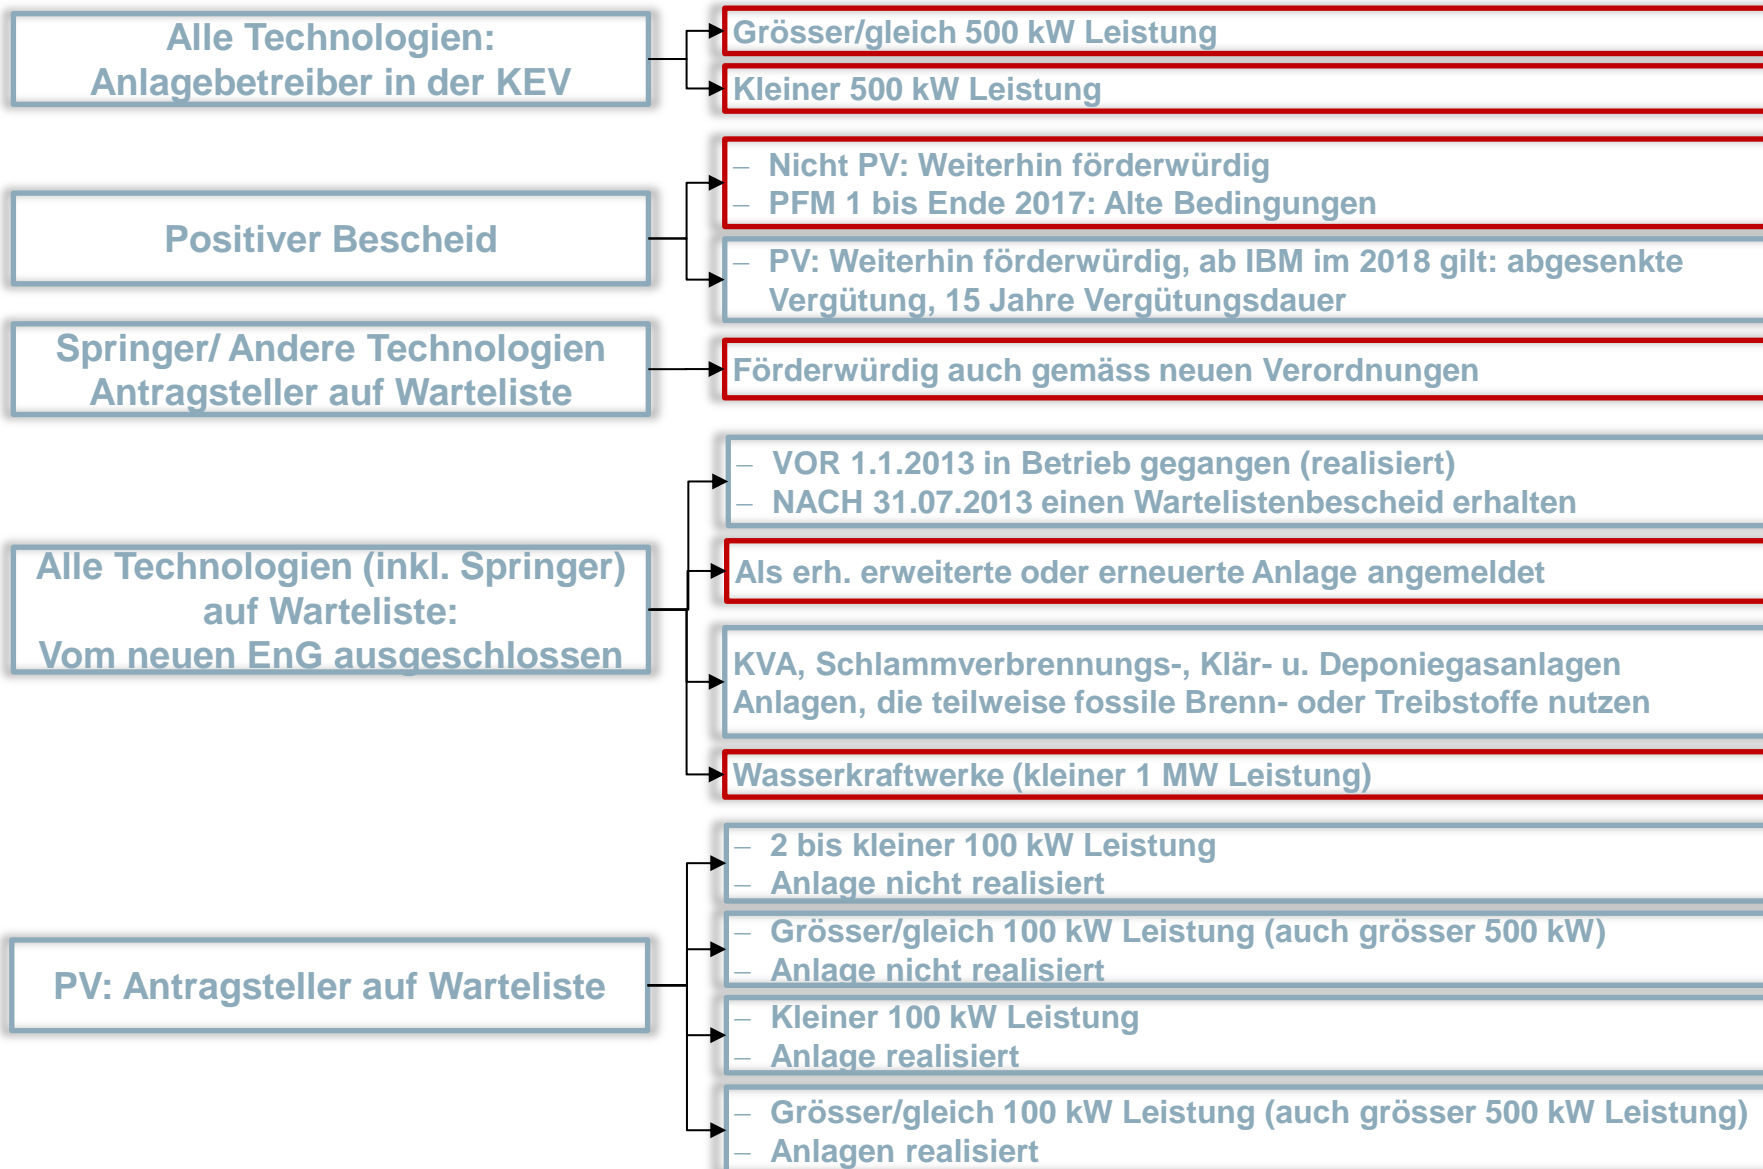 Alle Technologien:
Anlagebetreiber in der KEV
Grösser/gleich 500 kW Leistung
Kleiner 500 kW Leistung
Positiver Bescheid
– Nicht PV: Weiterhin förderwürdig
– PFM 1 bis Ende 2017: Alte Bedingungen
– PV: Weiterhin förderwürdig, ab IBM im 2018 gilt: abgesenkte
Vergütung, 15 Jahre Vergütungsdauer
Springer/ Andere Technologien
Antragsteller auf Warteliste
Förderwürdig auch gemäss neuen Verordnungen
Alle Technologien (inkl. Springer)
auf Warteliste:
Vom neuen EnG ausgeschlossen
– VOR 1.1.2013 in Betrieb gegangen (realisiert)
– NACH 31.07.2013 einen Wartelistenbescheid erhalten
Als erh. erweiterte oder erneuerte Anlage angemeldet
KVA, Schlammverbrennungs-, Klär- u. Deponiegasanlagen
Anlagen, die teilweise fossile Brenn- oder Treibstoffe nutzen
Wasserkraftwerke (kleiner 1 MW Leistung)
PV: Antragsteller auf Warteliste
– 2 bis kleiner 100 kW Leistung
– Anlage nicht realisiert
– Grösser/gleich 100 kW Leistung (auch grösser 500 kW)
– Anlage nicht realisiert
– Kleiner 100 kW Leistung
– Anlage realisiert
– Grösser/gleich 100 kW Leistung (auch grösser 500 kW Leistung)
– Anlagen realisiert